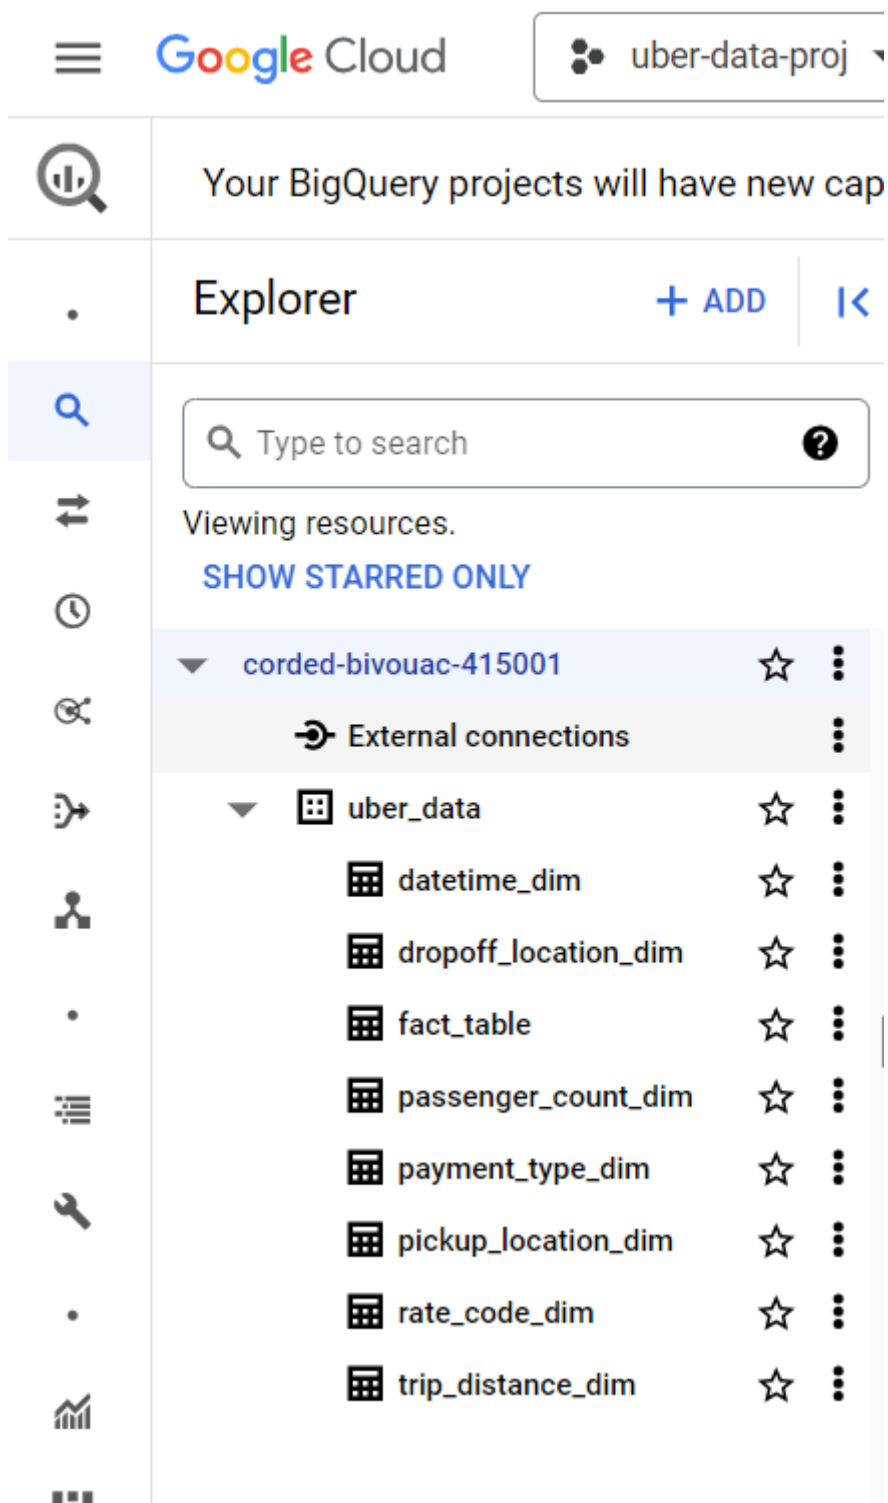 Google Cloud
uber-data-proj
Your BigQuery projects will have new cap
Explorer
+ ADD
Type to search
Viewing resources.
SHOW STARRED ONLY
corded-bivouac-415001
External connections
uber_data
datetime_dim
dropoff_location_dim
fact_table
passenger_count_dim
payment_type_dim
pickup_location_dim
rate_code_dim
trip_distance_dim